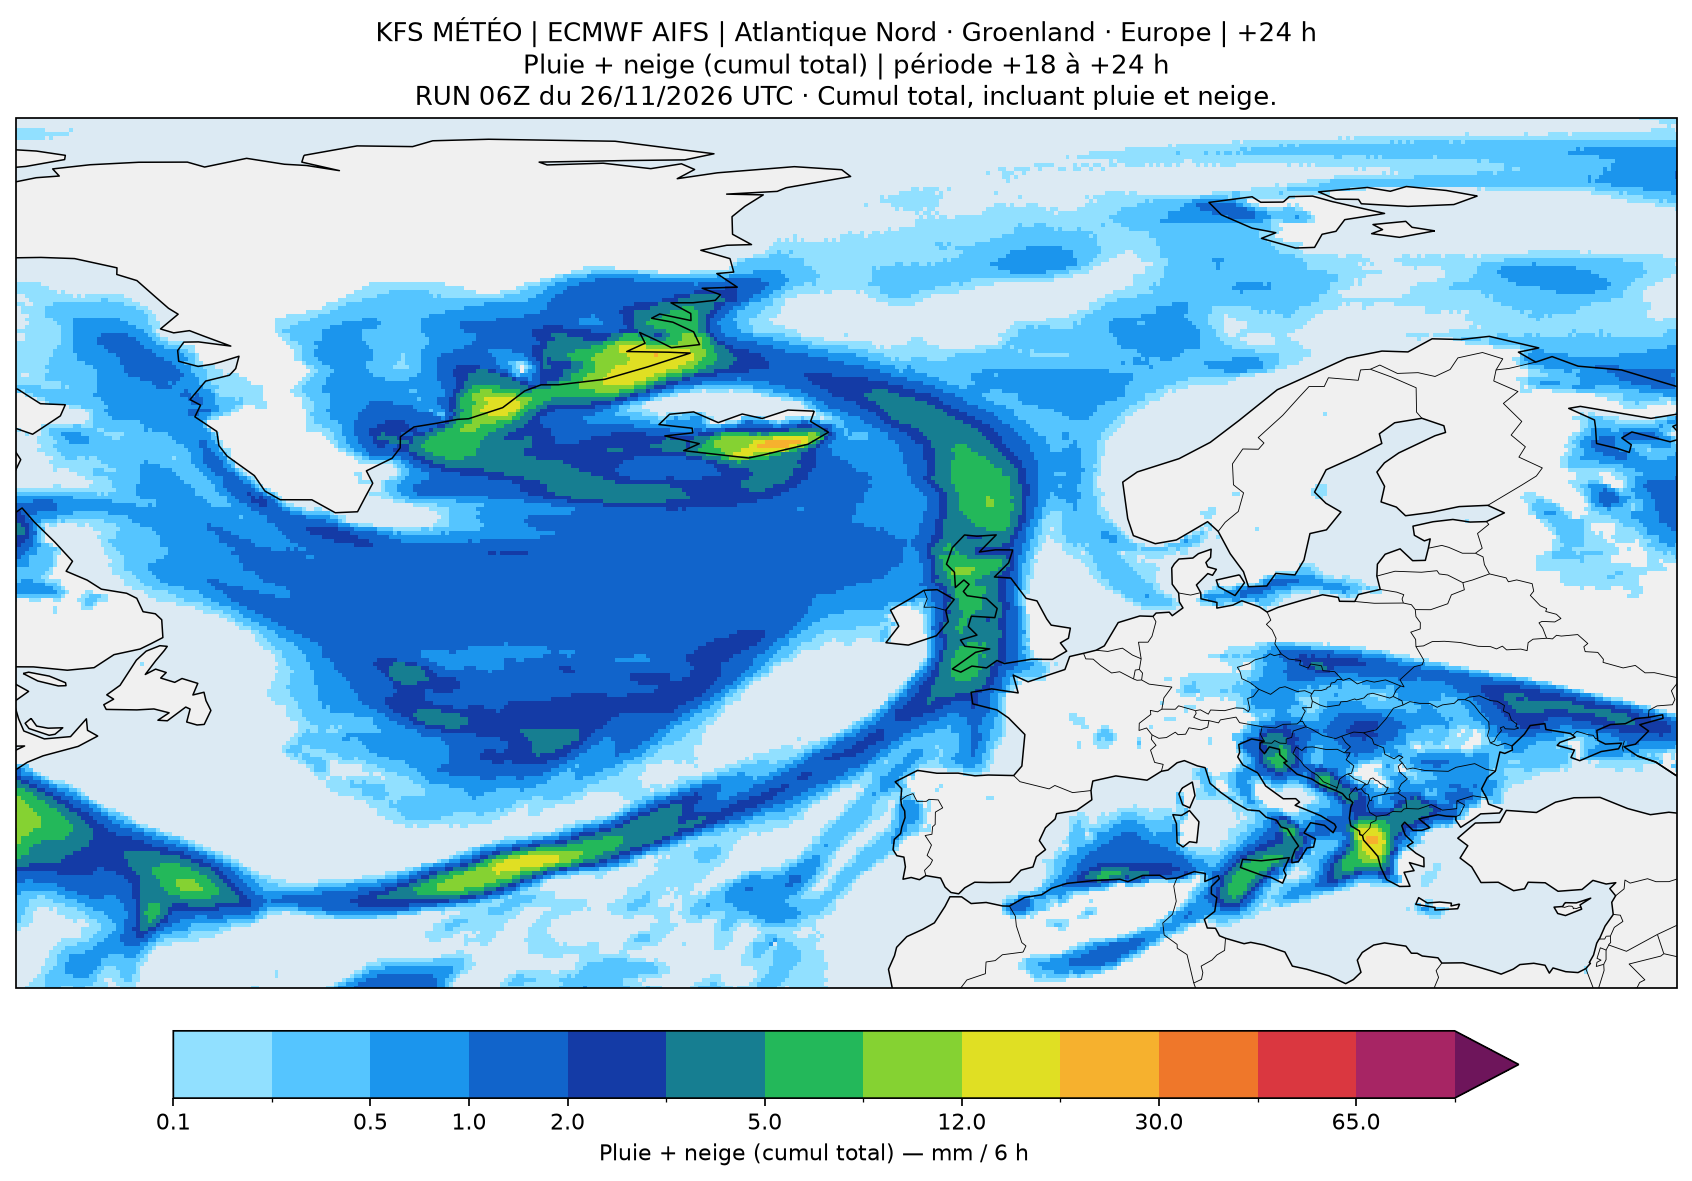 KFS MÉTÉO | ECMWF AIFS | Atlantique Nord · Groenland · Europe | +24 h
Pluie + neige (cumul total) | période +18 à +24 h
RUN 06Z du 26/11/2026 UTC · Cumul total, incluant pluie et neige.
0.1 0.5 1.0 2.0 5.0 12.0 30.0 65.0
Pluie + neige (cumul total) — mm / 6 h